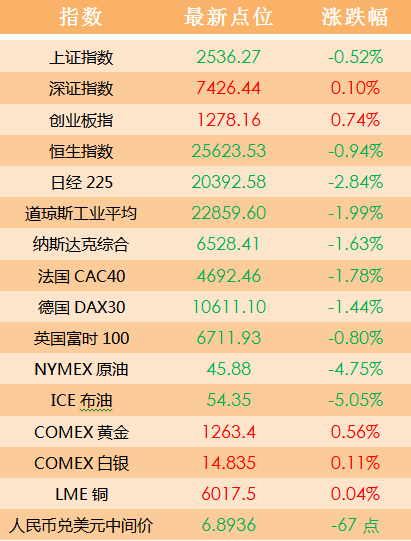 指数 最新点位 涨跌幅
上证指数 2536.27 -0.52%
深证指数 7426.44 0.10%
创业板指 1278.16 0.74%
恒生指数 25623.53 -0.94%
日经 225 20392.58 -2.84%
道琼斯工业平均 22859.60 -1.99%
纳斯达克综合 6528.41 -1.63%
法国 CAC40 4692.46 -1.78%
德国 DAX30 10611.10 -1.44%
英国富时 100 6711.93 -0.80%
NYMEX 原油 45.88 -4.75%
ICE 布油 54.35 -5.05%
COMEX 黄金 1263.4 0.56%
COMEX 白银 14.835 0.11%
LME 铜 6017.5 0.04%
人民币兑美元中间价 6.8936 -67 点